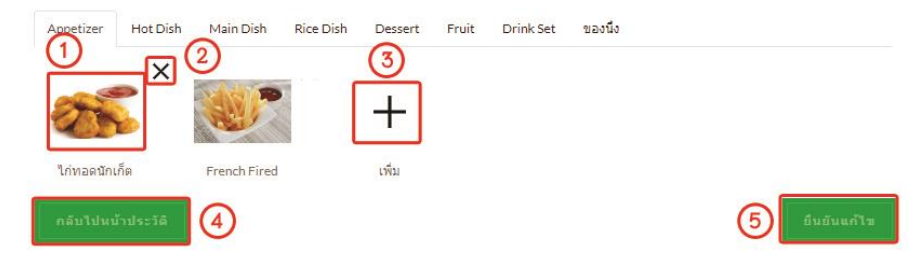 Appetizer Hot Dish Main Dish Rice Dish Dessert Fruit Drink Set ของนึ่ง
1 2 3
ไก่ทอดนักเก็ต French Fired เพิ่ม
กลับไปหน้าประวัติ 4 5 ยืนยันแก้ไข